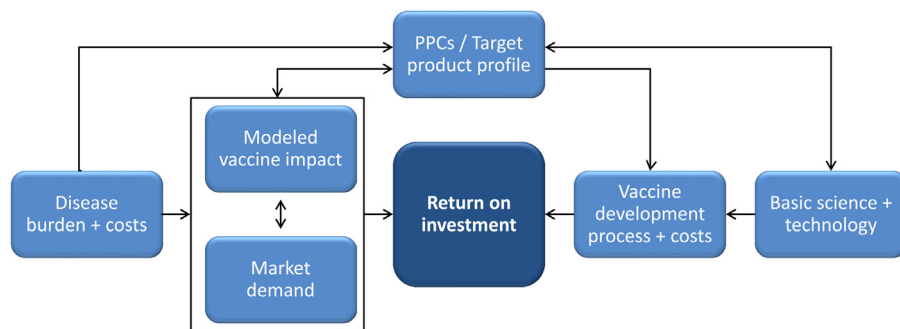 PPCs / Target
product profile
Modeled
vaccine impact
Disease
burden + costs
Return on
investment
Vaccine
development
process + costs
Basic science +
technology
Market
demand